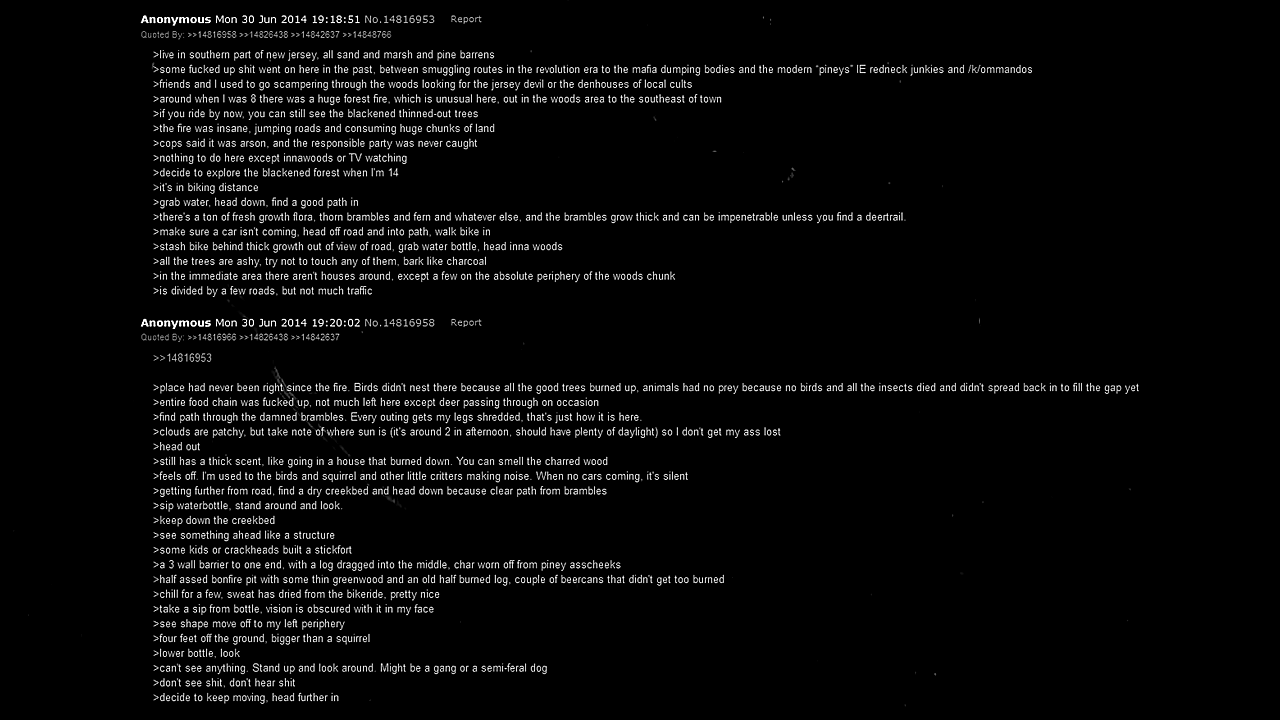 Anonymous Mon 30 Jun 2014 19:18:51 No.14816953 Report
Quoted By: >>14816958 >>14826438 >>14842637 >>14848766
>live in southern part of new jersey, all sand and marsh and pine barrens
>some fucked up shit went on here in the past, between smuggling routes in the revolution era to the mafia dumping bodies and the modern "pineys" IE redneck junkies and /k/ommandos
>friends and I used to go scampering through the woods looking for the jersey devil or the denhouses of local cults
>around when I was 8 there was a huge forest fire, which is unusual here, out in the woods area to the southeast of town
>if you ride by now, you can still see the blackened thinned-out trees
>the fire was insane, jumping roads and consuming huge chunks of land
>cops said it was arson, and the responsible party was never caught
>nothing to do here except innawoods or TV watching
>decide to explore the blackened forest when I'm 14
>it's in biking distance
>grab water, head down, find a good path in
>there's a ton of fresh growth flora, thorn brambles and fern and whatever else, and the brambles grow thick and can be impenetrable unless you find a deertrail.
>make sure a car isn't coming, head off road and into path, walk bike in
>stash bike behind thick growth out of view of road, grab water bottle, head inna woods
>all the trees are ashy, try not to touch any of them, bark like charcoal
>in the immediate area there aren't houses around, except a few on the absolute periphery of the woods chunk
>is divided by a few roads, but not much traffic
Anonymous Mon 30 Jun 2014 19:20:02 No.14816958 Report
Quoted By: >>14816966 >>14826438 >>14842637
>>14816953
>place had never been right since the fire. Birds didn't nest there because all the good trees burned up, animals had no prey because no birds and all the insects died and didn't spread back in to fill the gap yet
>entire food chain was fucked up, not much left here except deer passing through on occasion
>find path through the damned brambles. Every outing gets my legs shredded, that's just how it is here.
>clouds are patchy, but take note of where sun is (it's around 2 in afternoon, should have plenty of daylight) so I don't get my ass lost
>head out
>still has a thick scent, like going in a house that burned down. You can smell the charred wood
>feels off. I'm used to the birds and squirrel and other little critters making noise. When no cars coming, it's silent
>getting further from road, find a dry creekbed and head down because clear path from brambles
>sip waterbottle, stand around and look.
>keep down the creekbed
>see something ahead like a structure
>some kids or crackheads built a stickfort
>a 3 wall barrier to one end, with a log dragged into the middle, char worn off from piney asscheeks
>half assed bonfire pit with some thin greenwood and an old half burned log, couple of beercans that didn't get too burned
>chill for a few, sweat has dried from the bikeride, pretty nice
>take a sip from bottle, vision is obscured with it in my face
>see shape move off to my left periphery
>four feet off the ground, bigger than a squirrel
>lower bottle, look
>can't see anything. Stand up and look around. Might be a gang or a semi-feral dog
>don't see shit, don't hear shit
>decide to keep moving, head further in